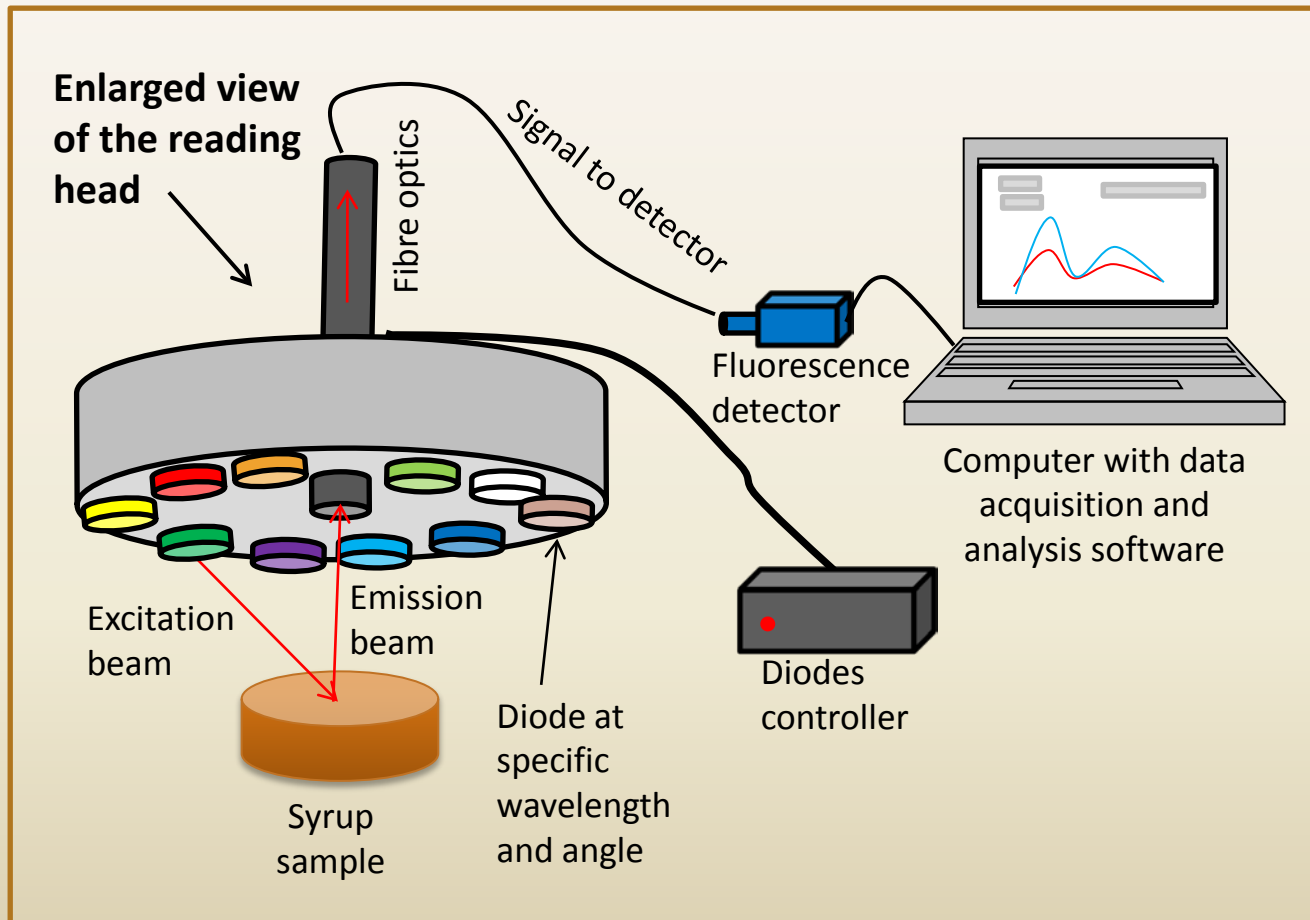 Enlarged view
of the reading
head
Fibre optics
Signal to detector
Fluorescence
detector
Computer with data
acquisition and
analysis software
Excitation
beam
Emission
beam
Diodes
controller
Diode at
specific
wavelength
and angle
Syrup
sample